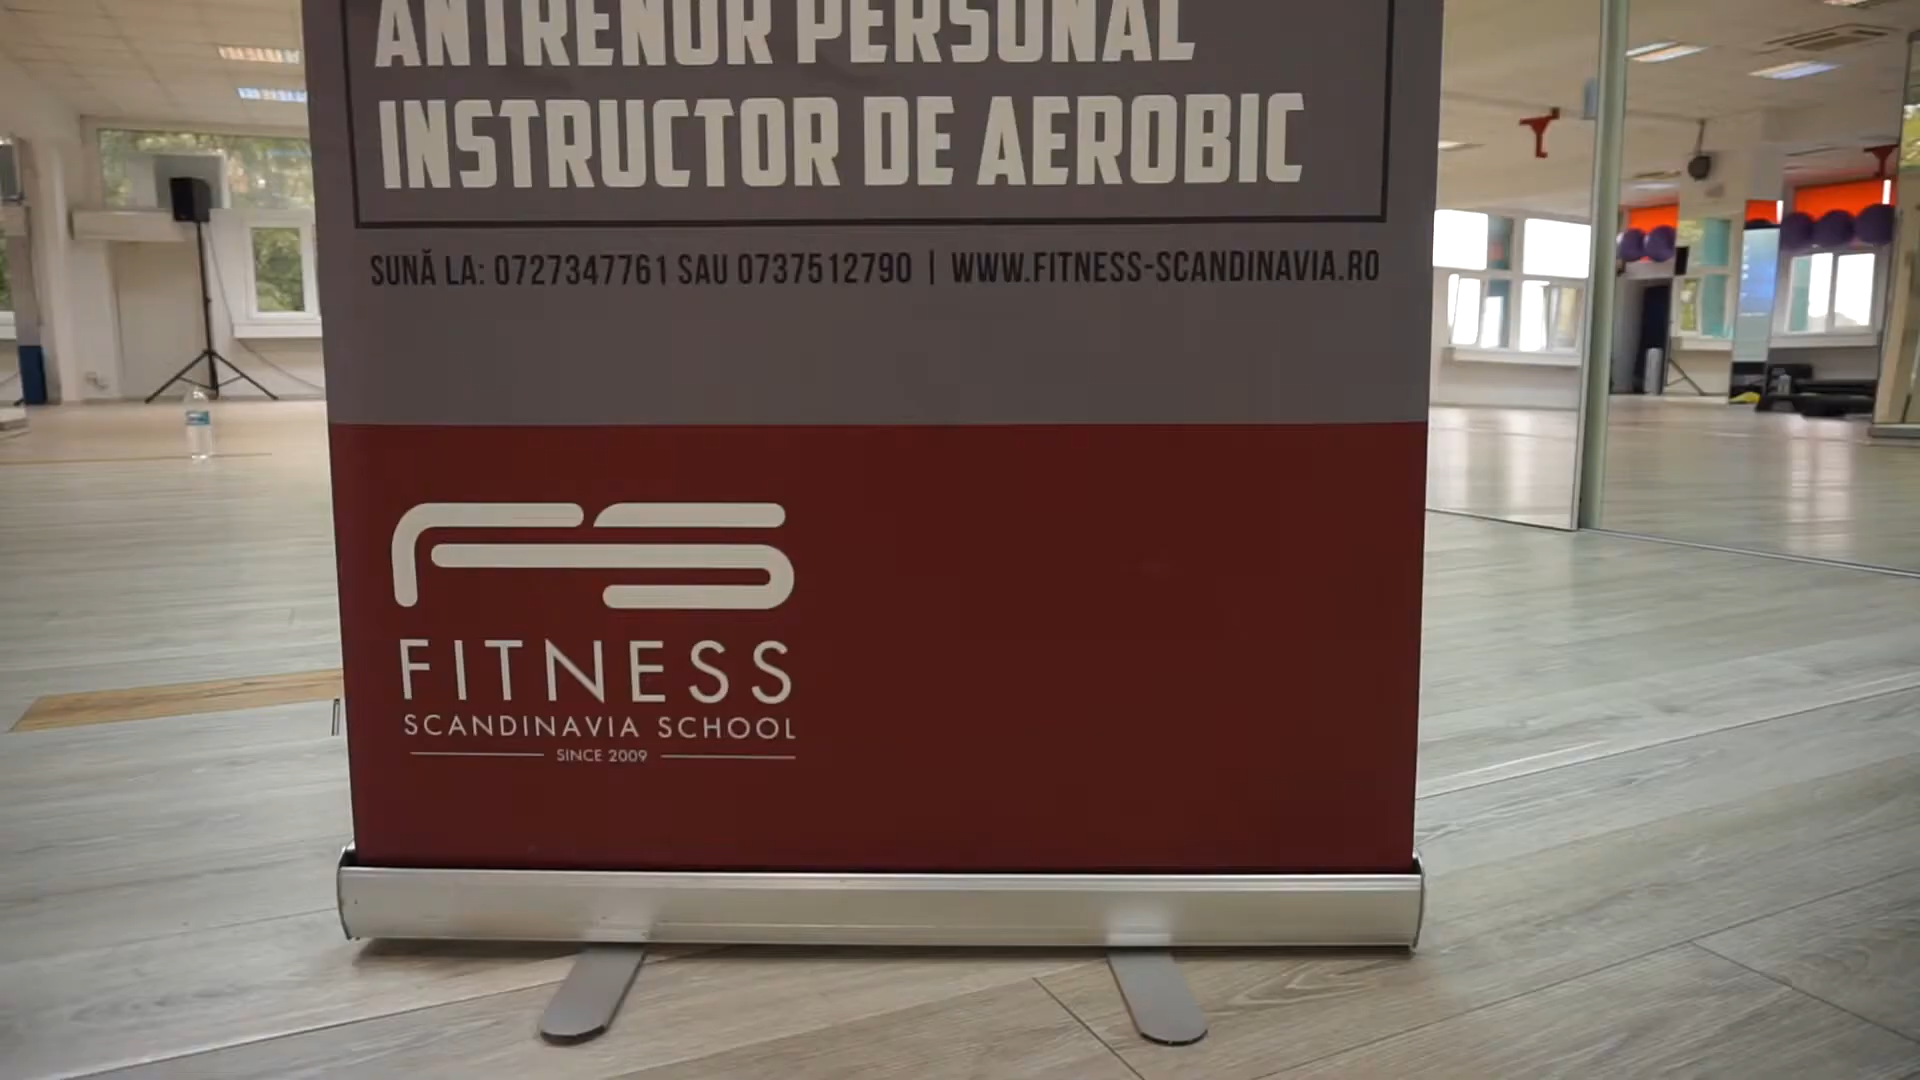 ANTRENOR PERSONAL
INSTRUCTOR DE AEROBIC
SUNĂ LA: 0727347761 SAU 0737512790 | WWW.FITNESS-SCANDINAVIA.RO
FS
FITNESS
SCANDINAVIA SCHOOL
SINCE 2009